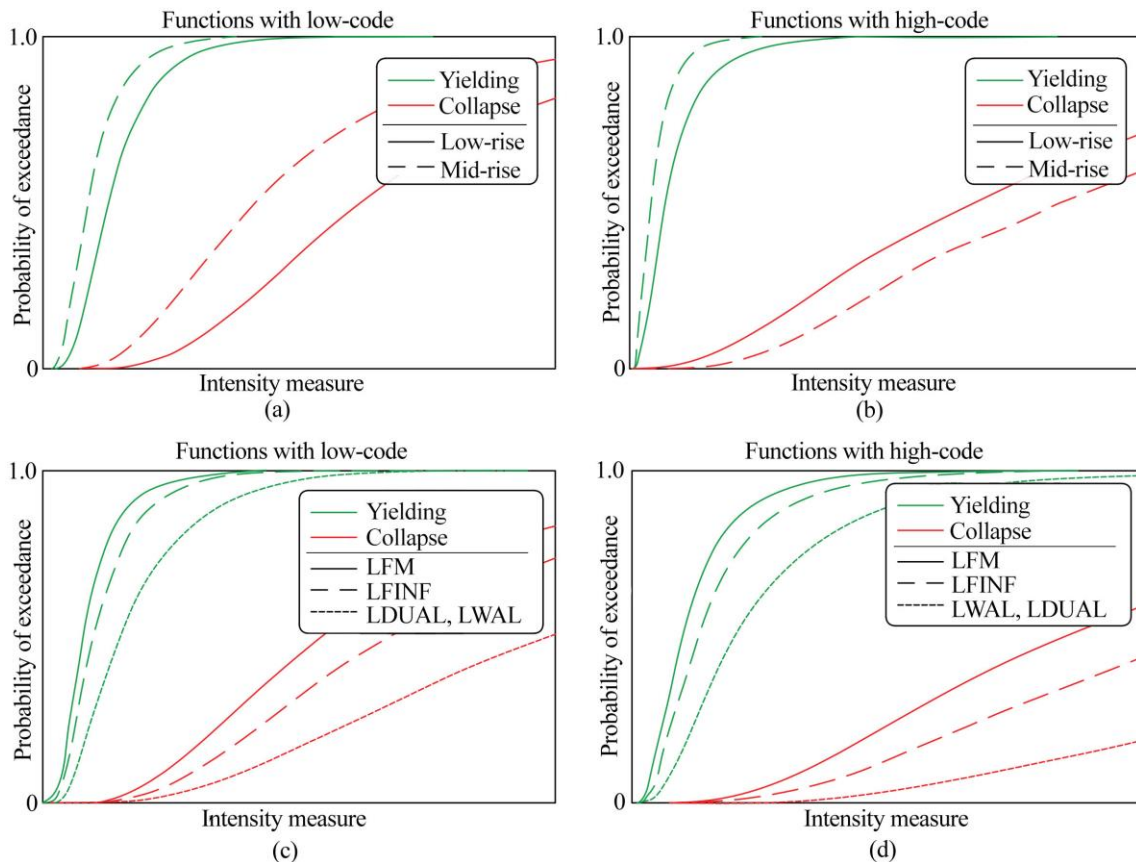 Functions with low-code
1.0
Yielding
Collapse
Low-rise
Mid-rise
Probability of exceedance
0
Intensity measure
(a)
Functions with high-code
1.0
Yielding
Collapse
Low-rise
Mid-rise
Probability of exceedance
0
Intensity measure
(b)
Functions with low-code
1.0
Yielding
Collapse
LFM
LFINF
LDUAL, LWAL
Probability of exceedance
0
Intensity measure
(c)
Functions with high-code
1.0
Yielding
Collapse
LFM
LFINF
LWAL, LDUAL
Probability of exceedance
0
Intensity measure
(d)